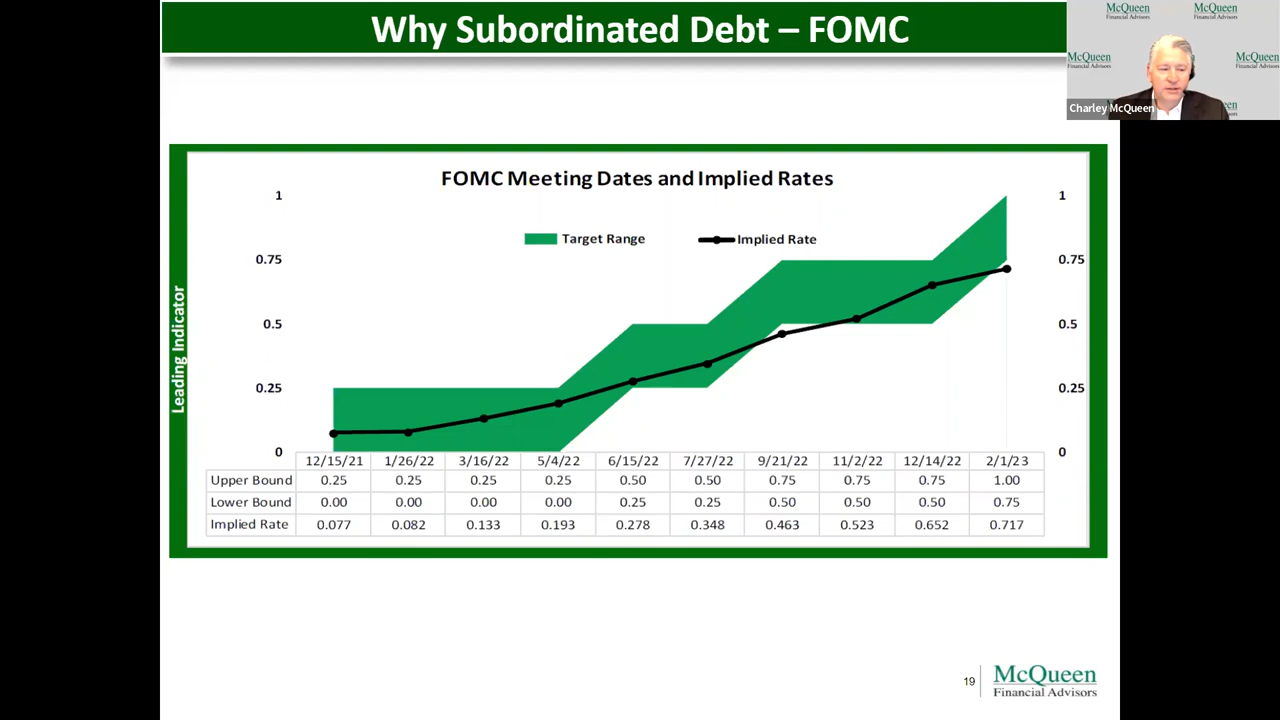 Why Subordinated Debt – FOMC
McQueen McQueen
Financial Advisors Financial Advisors
McQueen McQueen
Financial Advisors Financial Advisors
Charley McQueen
FOMC Meeting Dates and Implied Rates
Target Range Implied Rate
Leading Indicator
1 1
0.75 0.75
0.5 0.5
0.25 0.25
0 0
12/15/21 1/26/22 3/16/22 5/4/22 6/15/22 7/27/22 9/21/22 11/2/22 12/14/22 2/1/23
Upper Bound 0.25 0.25 0.25 0.25 0.50 0.50 0.75 0.75 0.75 1.00
Lower Bound 0.00 0.00 0.00 0.00 0.25 0.25 0.50 0.50 0.50 0.75
Implied Rate 0.077 0.082 0.133 0.193 0.278 0.348 0.463 0.523 0.652 0.717
19
McQueen
Financial Advisors